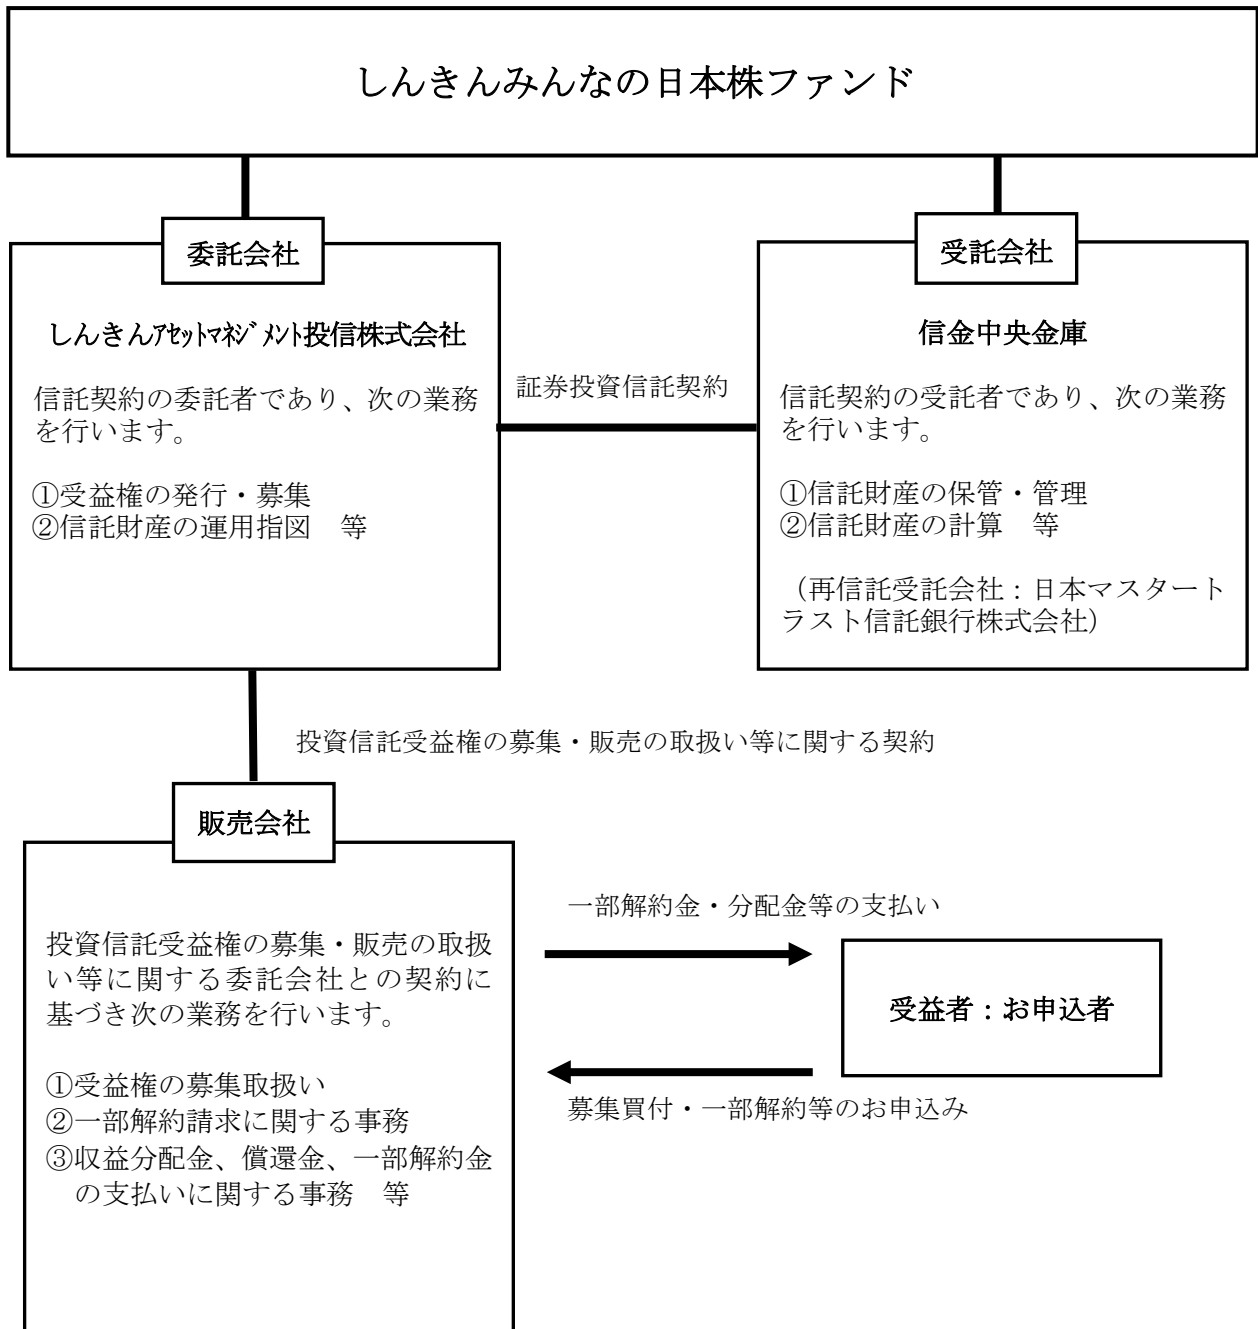 しんきんみんなの日本株ファンド
委託会社
しんきんｱｾｯﾄﾏﾈｼﾞﾒﾝﾄ投信株式会社
信託契約の委託者であり、次の業務
を行います。
①受益権の発行・募集
②信託財産の運用指図　等
証券投資信託契約
受託会社
信金中央金庫
信託契約の受託者であり、次の業務
を行います。
①信託財産の保管・管理
②信託財産の計算　等
（再信託受託会社：日本マスタート
ラスト信託銀行株式会社）
投資信託受益権の募集・販売の取扱い等に関する契約
販売会社
投資信託受益権の募集・販売の取扱
い等に関する委託会社との契約に
基づき次の業務を行います。
①受益権の募集取扱い
②一部解約請求に関する事務
③収益分配金、償還金、一部解約金
の支払いに関する事務　等
一部解約金・分配金等の支払い
受益者：お申込者
募集買付・一部解約等のお申込み